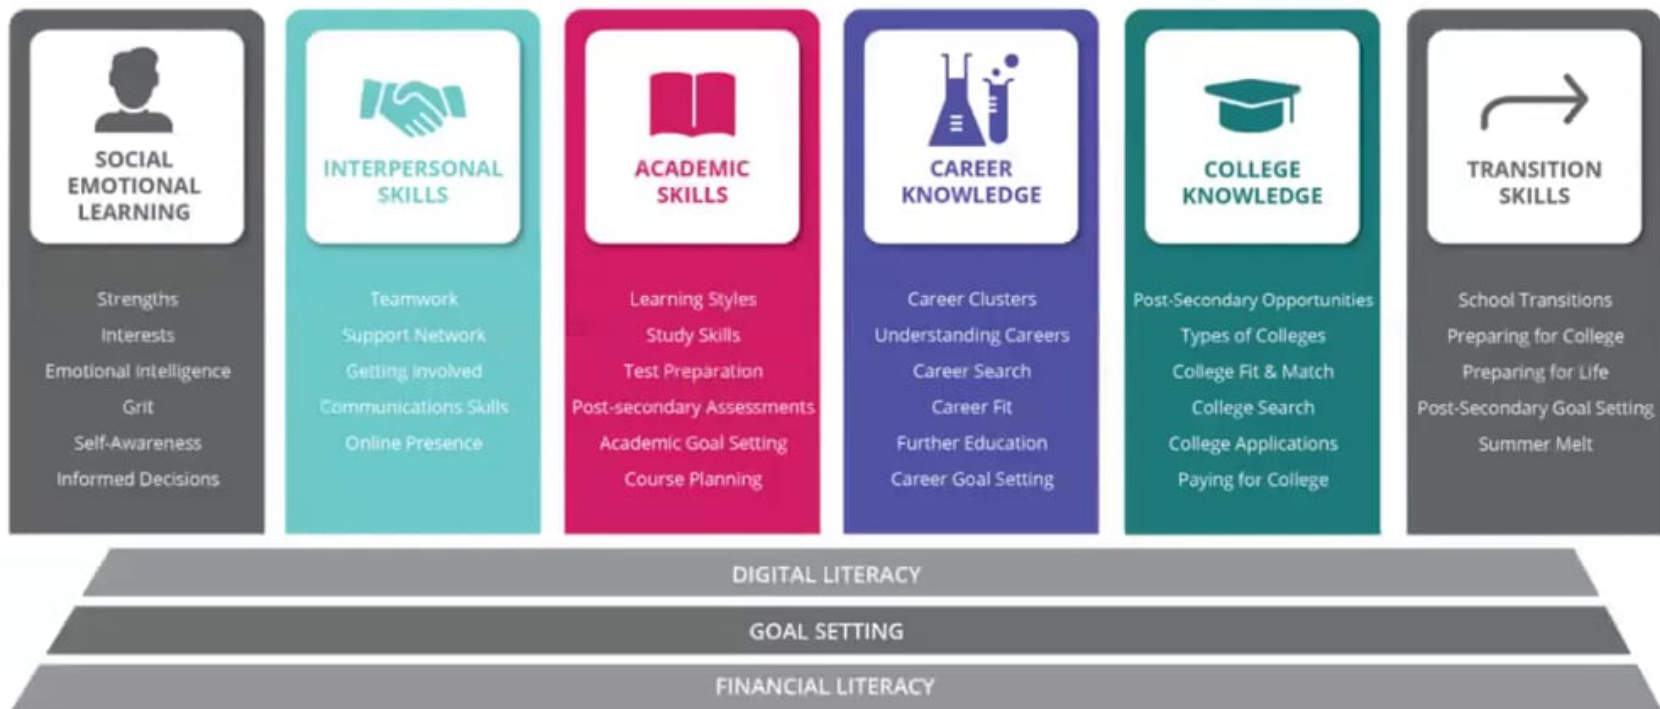 SOCIAL
EMOTIONAL
LEARNING
Strengths
Interests
Emotional Intelligence
Grit
Self-Awareness
Informed Decisions
INTERPERSONAL
SKILLS
Teamwork
Support Network
Getting Involved
Communications Skills
Online Presence
ACADEMIC
SKILLS
Learning Styles
Study Skills
Test Preparation
Post-secondary Assessments
Academic Goal Setting
Course Planning
CAREER
KNOWLEDGE
Career Clusters
Understanding Careers
Career Search
Career Fit
Further Education
Career Goal Setting
COLLEGE
KNOWLEDGE
Post-Secondary Opportunities
Types of Colleges
College Fit & Match
College Search
College Applications
Paying for College
TRANSITION
SKILLS
School Transitions
Preparing for College
Preparing for Life
Post-Secondary Goal Setting
Summer Melt
DIGITAL LITERACY
GOAL SETTING
FINANCIAL LITERACY